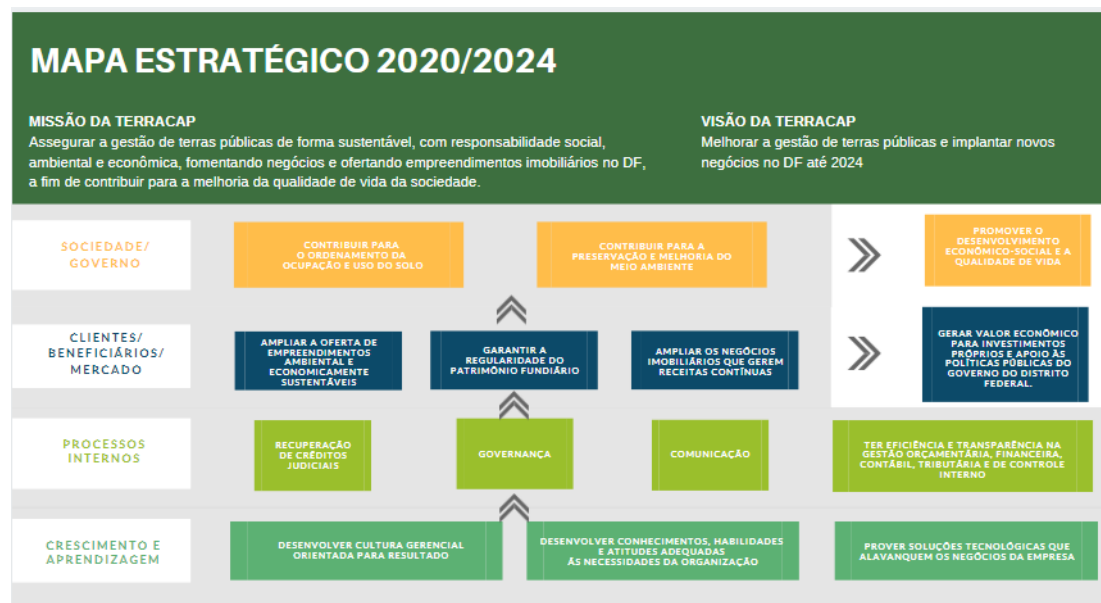 MAPA ESTRATÉGICO 2020/2024
MISSÃO DA TERRACAP
Assegurar a gestão de terras públicas de forma sustentável, com responsabilidade social,
ambiental e econômica, fomentando negócios e ofertando empreendimentos imobiliários no DF,
a fim de contribuir para a melhoria da qualidade de vida da sociedade.
VISÃO DA TERRACAP
Melhorar a gestão de terras públicas e implantar novos
negócios no DF até 2024
SOCIEDADE/
GOVERNO
CONTRIBUIR PARA
O ORDENAMENTO DA
OCUPAÇÃO E USO DO SOLO
CONTRIBUIR PARA A
PRESERVAÇÃO E MELHORIA DO
MEIO AMBIENTE
PROMOVER O
DESENVOLVIMENTO
ECONÔMICO-SOCIAL E A
QUALIDADE DE VIDA
CLIENTES/
BENEFICIÁRIOS/
MERCADO
AMPLIAR A OFERTA DE
EMPREENDIMENTOS
AMBIENTAL E
ECONOMICAMENTE
SUSTENTÁVEIS
GARANTIR A
REGULARIDADE DO
PATRIMÔNIO FUNDIÁRIO
AMPLIAR OS NEGÓCIOS
IMOBILIÁRIOS QUE GEREM
RECEITAS CONTÍNUAS
GERAR VALOR ECONÔMICO
PARA INVESTIMENTOS
PRÓPRIOS E APOIO ÀS
POLÍTICAS PÚBLICAS DO
GOVERNO DO DISTRITO
FEDERAL.
PROCESSOS
INTERNOS
RECUPERAÇÃO
DE CRÉDITOS
JUDICIAIS
GOVERNANÇA
COMUNICAÇÃO
TER EFICIÊNCIA E TRANSPARÊNCIA NA
GESTÃO ORÇAMENTÁRIA, FINANCEIRA,
CONTÁBIL, TRIBUTÁRIA E DE CONTROLE
INTERNO
CRESCIMENTO E
APRENDIZAGEM
DESENVOLVER CULTURA GERENCIAL
ORIENTADA PARA RESULTADO
DESENVOLVER CONHECIMENTOS, HABILIDADES
E ATITUDES ADEQUADAS
ÁS NECESSIDADES DA ORGANIZAÇÃO
PROVER SOLUÇÕES TECNOLÓGICAS QUE
ALAVANQUEM OS NEGÓCIOS DA EMPRESA